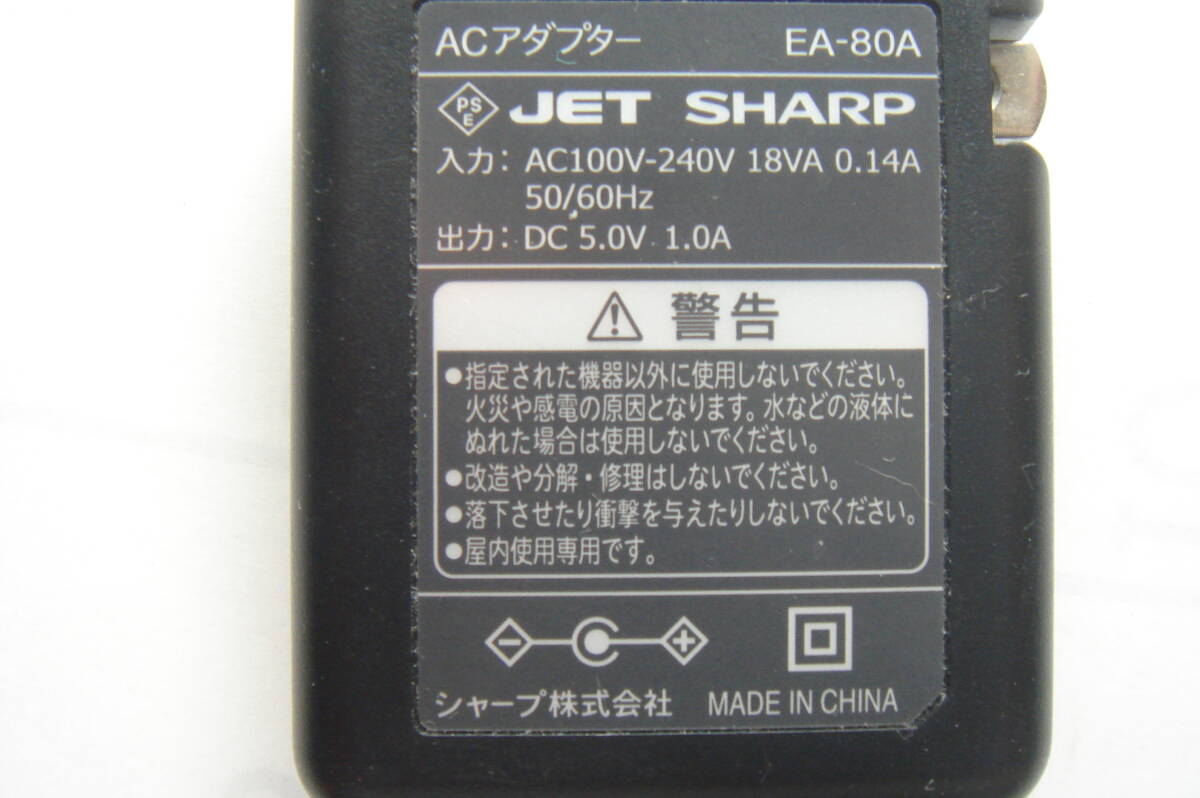 ACアダプター EA-80A
PSE JET SHARP
入力: AC100V-240V 18VA 0.14A
50/60Hz
出力: DC 5.0V 1.0A
警告
●指定された機器以外に使用しないでください。
火災や感電の原因となります。水などの液体に
ぬれた場合は使用しないでください。
●改造や分解・修理はしないでください。
●落下させたり衝撃を与えたりしないでください。
●屋内使用専用です。
シャープ株式会社 MADE IN CHINA